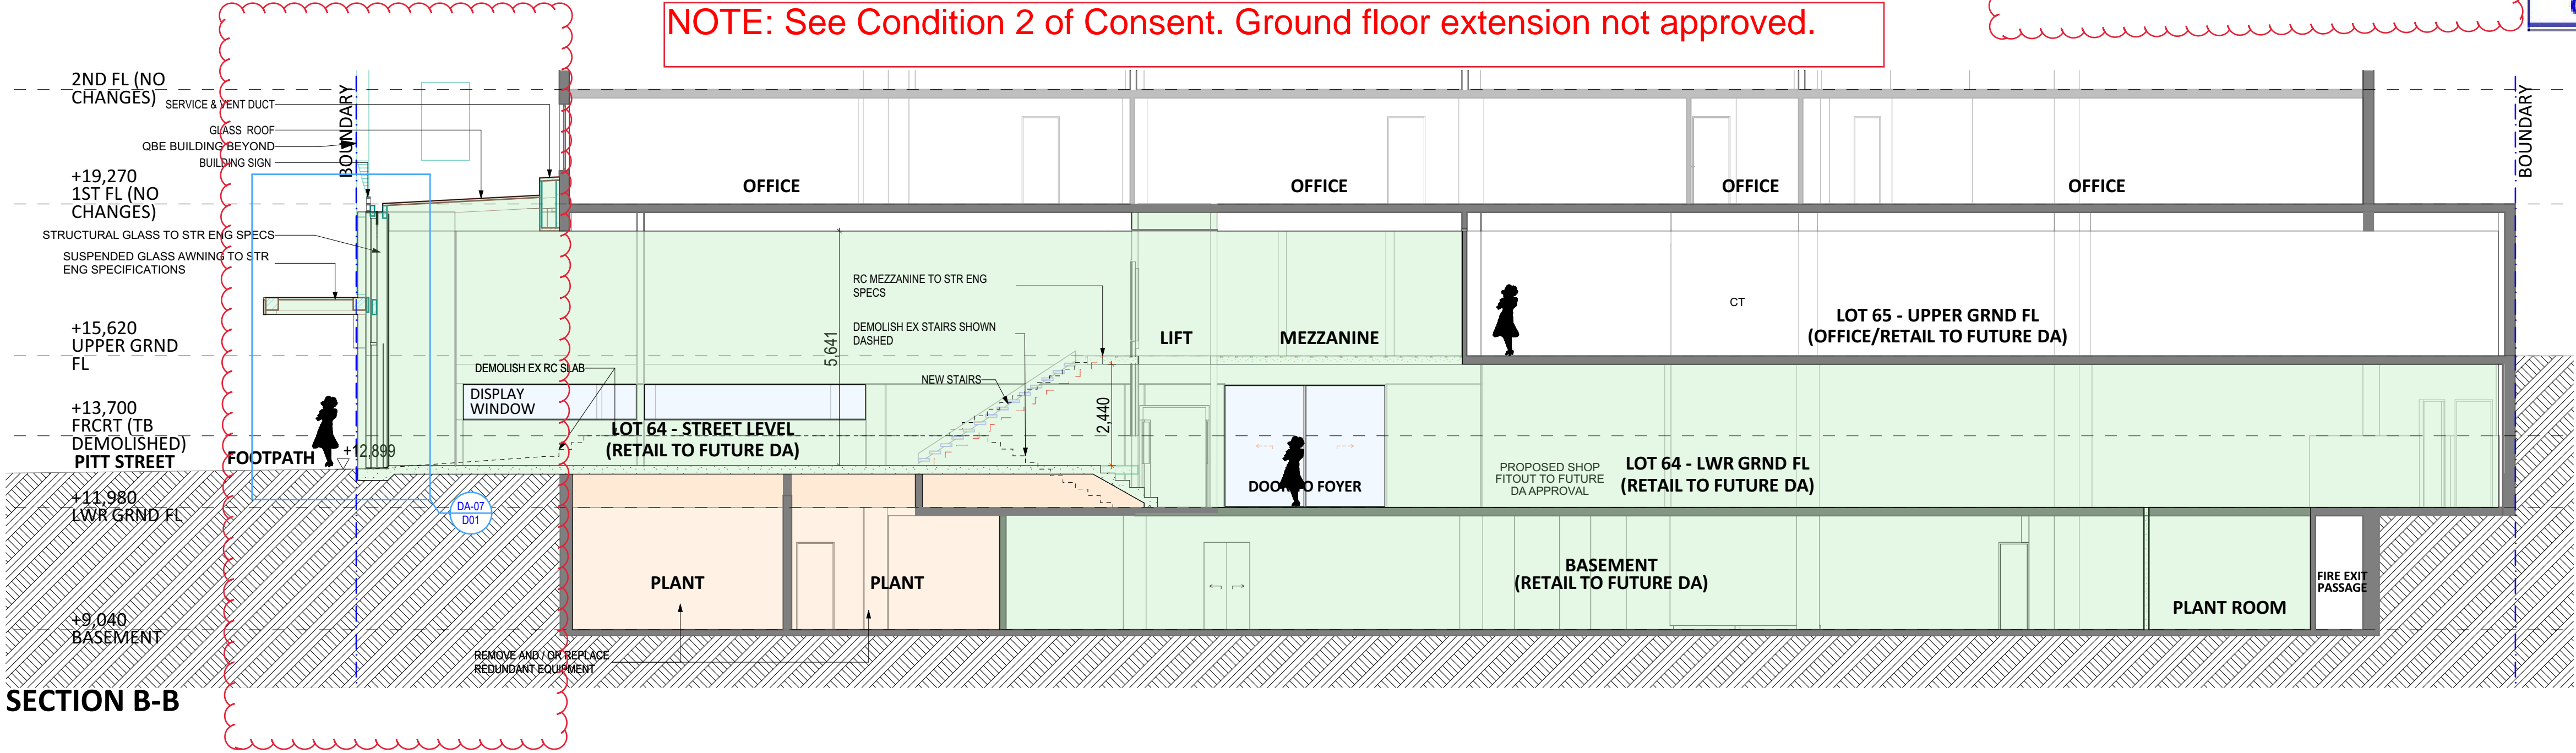 NOTE: See Condition 2 of Consent. Ground floor extension not approved.
2ND FL (NO
CHANGES)
SERVICE & VENT DUCT
GLASS ROOF
QBE BUILDING BEYOND
BUILDING SIGN
BOUNDARY
BOUNDARY
+19,270
1ST FL (NO
CHANGES)
OFFICE
OFFICE
OFFICE
OFFICE
STRUCTURAL GLASS TO STR ENG SPECS
SUSPENDED GLASS AWNING TO STR
ENG SPECIFICATIONS
RC MEZZANINE TO STR ENG
SPECS
CT
+15,620
UPPER GRND
FL
5,641
DEMOLISH EX STAIRS SHOWN
DASHED
LIFT
MEZZANINE
LOT 65 - UPPER GRND FL
(OFFICE/RETAIL TO FUTURE DA)
DEMOLISH EX RC SLAB
NEW STAIRS
DISPLAY
WINDOW
2,440
+13,700
FRCRT (TB
DEMOLISHED)
PITT STREET
FOOTPATH
+12,899
LOT 64 - STREET LEVEL
(RETAIL TO FUTURE DA)
PROPOSED SHOP
FITOUT TO FUTURE
DA APPROVAL
LOT 64 - LWR GRND FL
(RETAIL TO FUTURE DA)
DOOR TO FOYER
+11,980
LWR GRND FL
DA-07
D01
PLANT
PLANT
BASEMENT
(RETAIL TO FUTURE DA)
FIRE EXIT
PASSAGE
PLANT ROOM
+9,040
BASEMENT
REMOVE AND / OR REPLACE
REDUNDANT EQUIPMENT
SECTION B-B